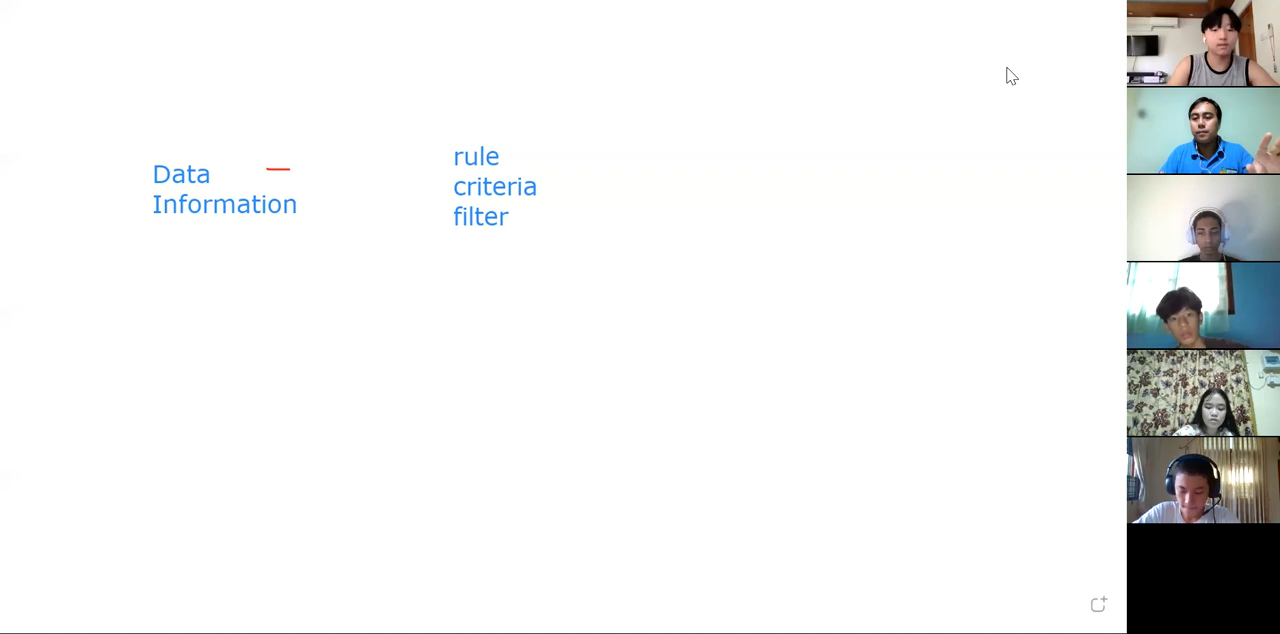 Data
Information
rule
criteria
filter